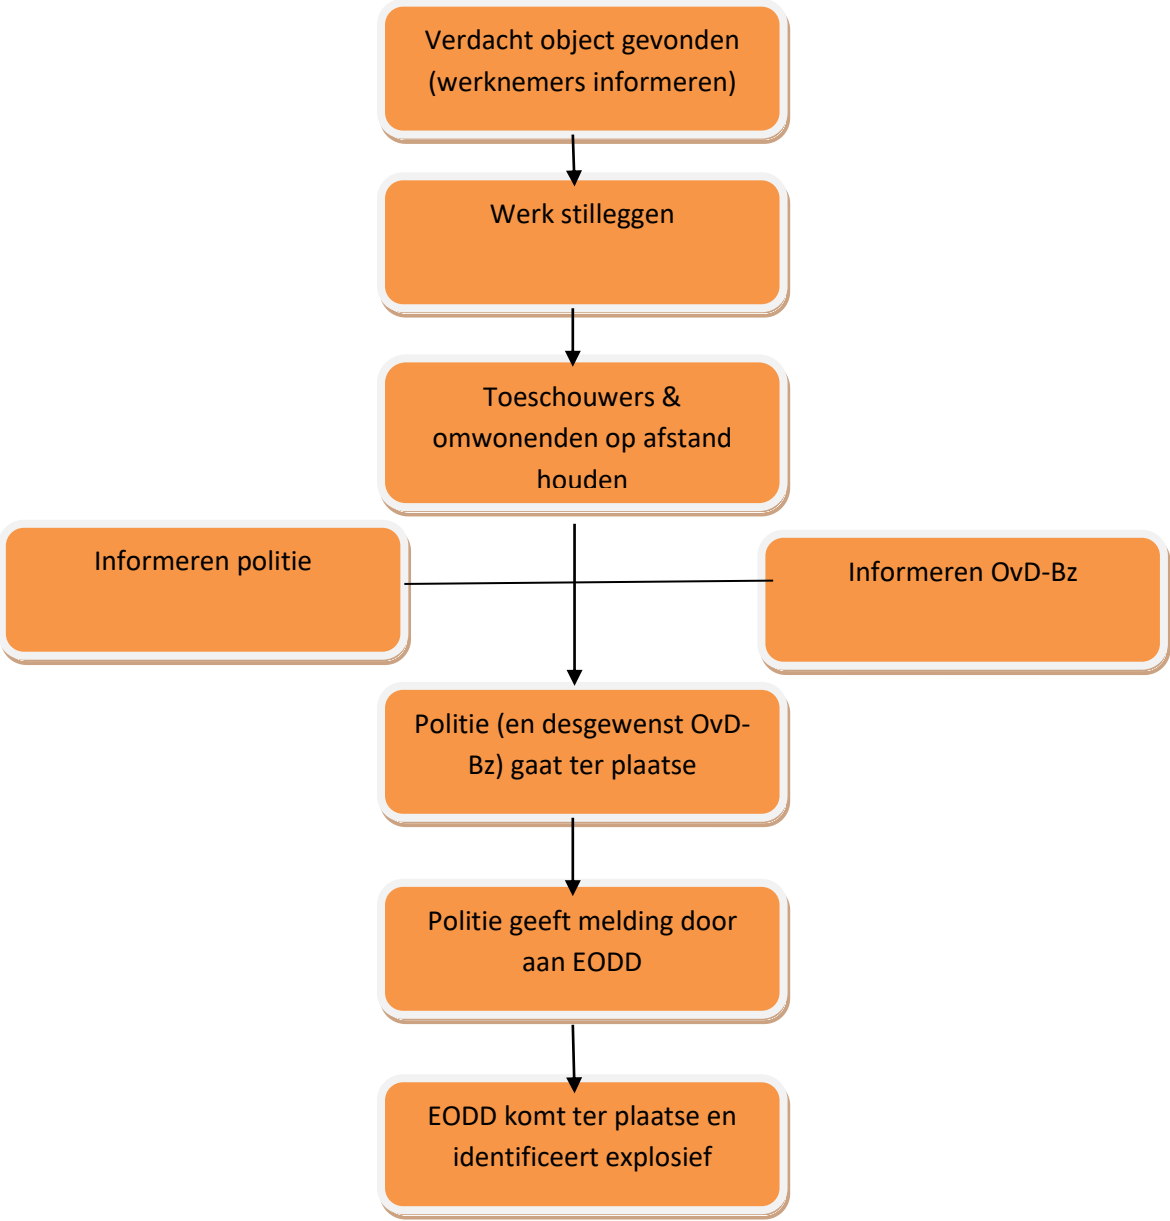 Verdacht object gevonden
(werknemers informeren)
Werk stilleggen
Toeschouwers &
omwonenden op afstand
houden
Informeren politie
Informeren OvD-Bz
Politie (en desgewenst OvD-
Bz) gaat ter plaatse
Politie geeft melding door
aan EODD
EODD komt ter plaatse en
identificeert explosief